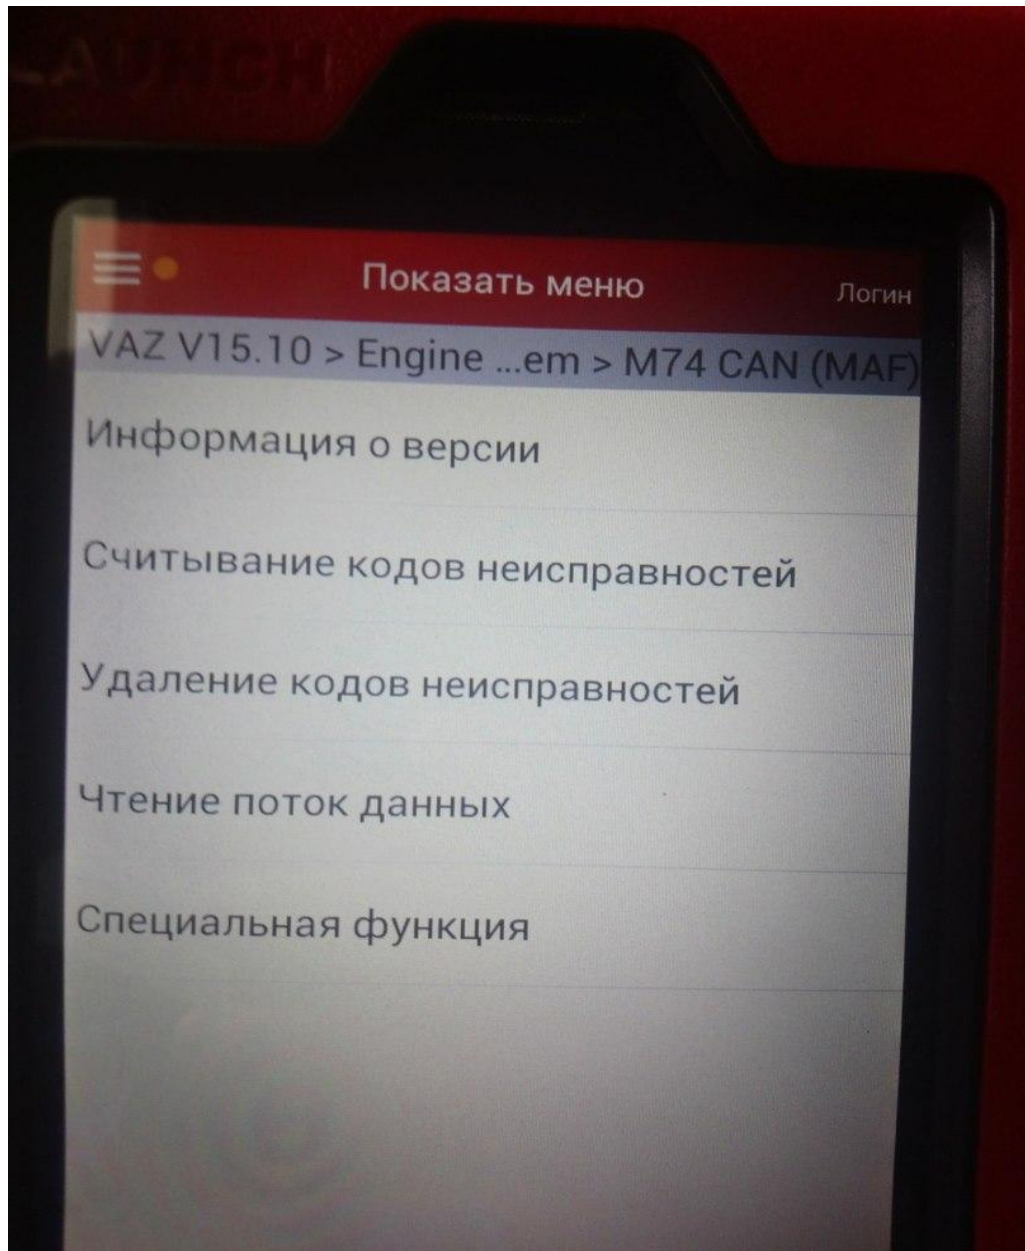 LAUNCH
Показать меню
Логин
VAZ V15.10 > Engine ...em > M74 CAN (MAF)
Информация о версии
Считывание кодов неисправностей
Удаление кодов неисправностей
Чтение поток данных
Специальная функция